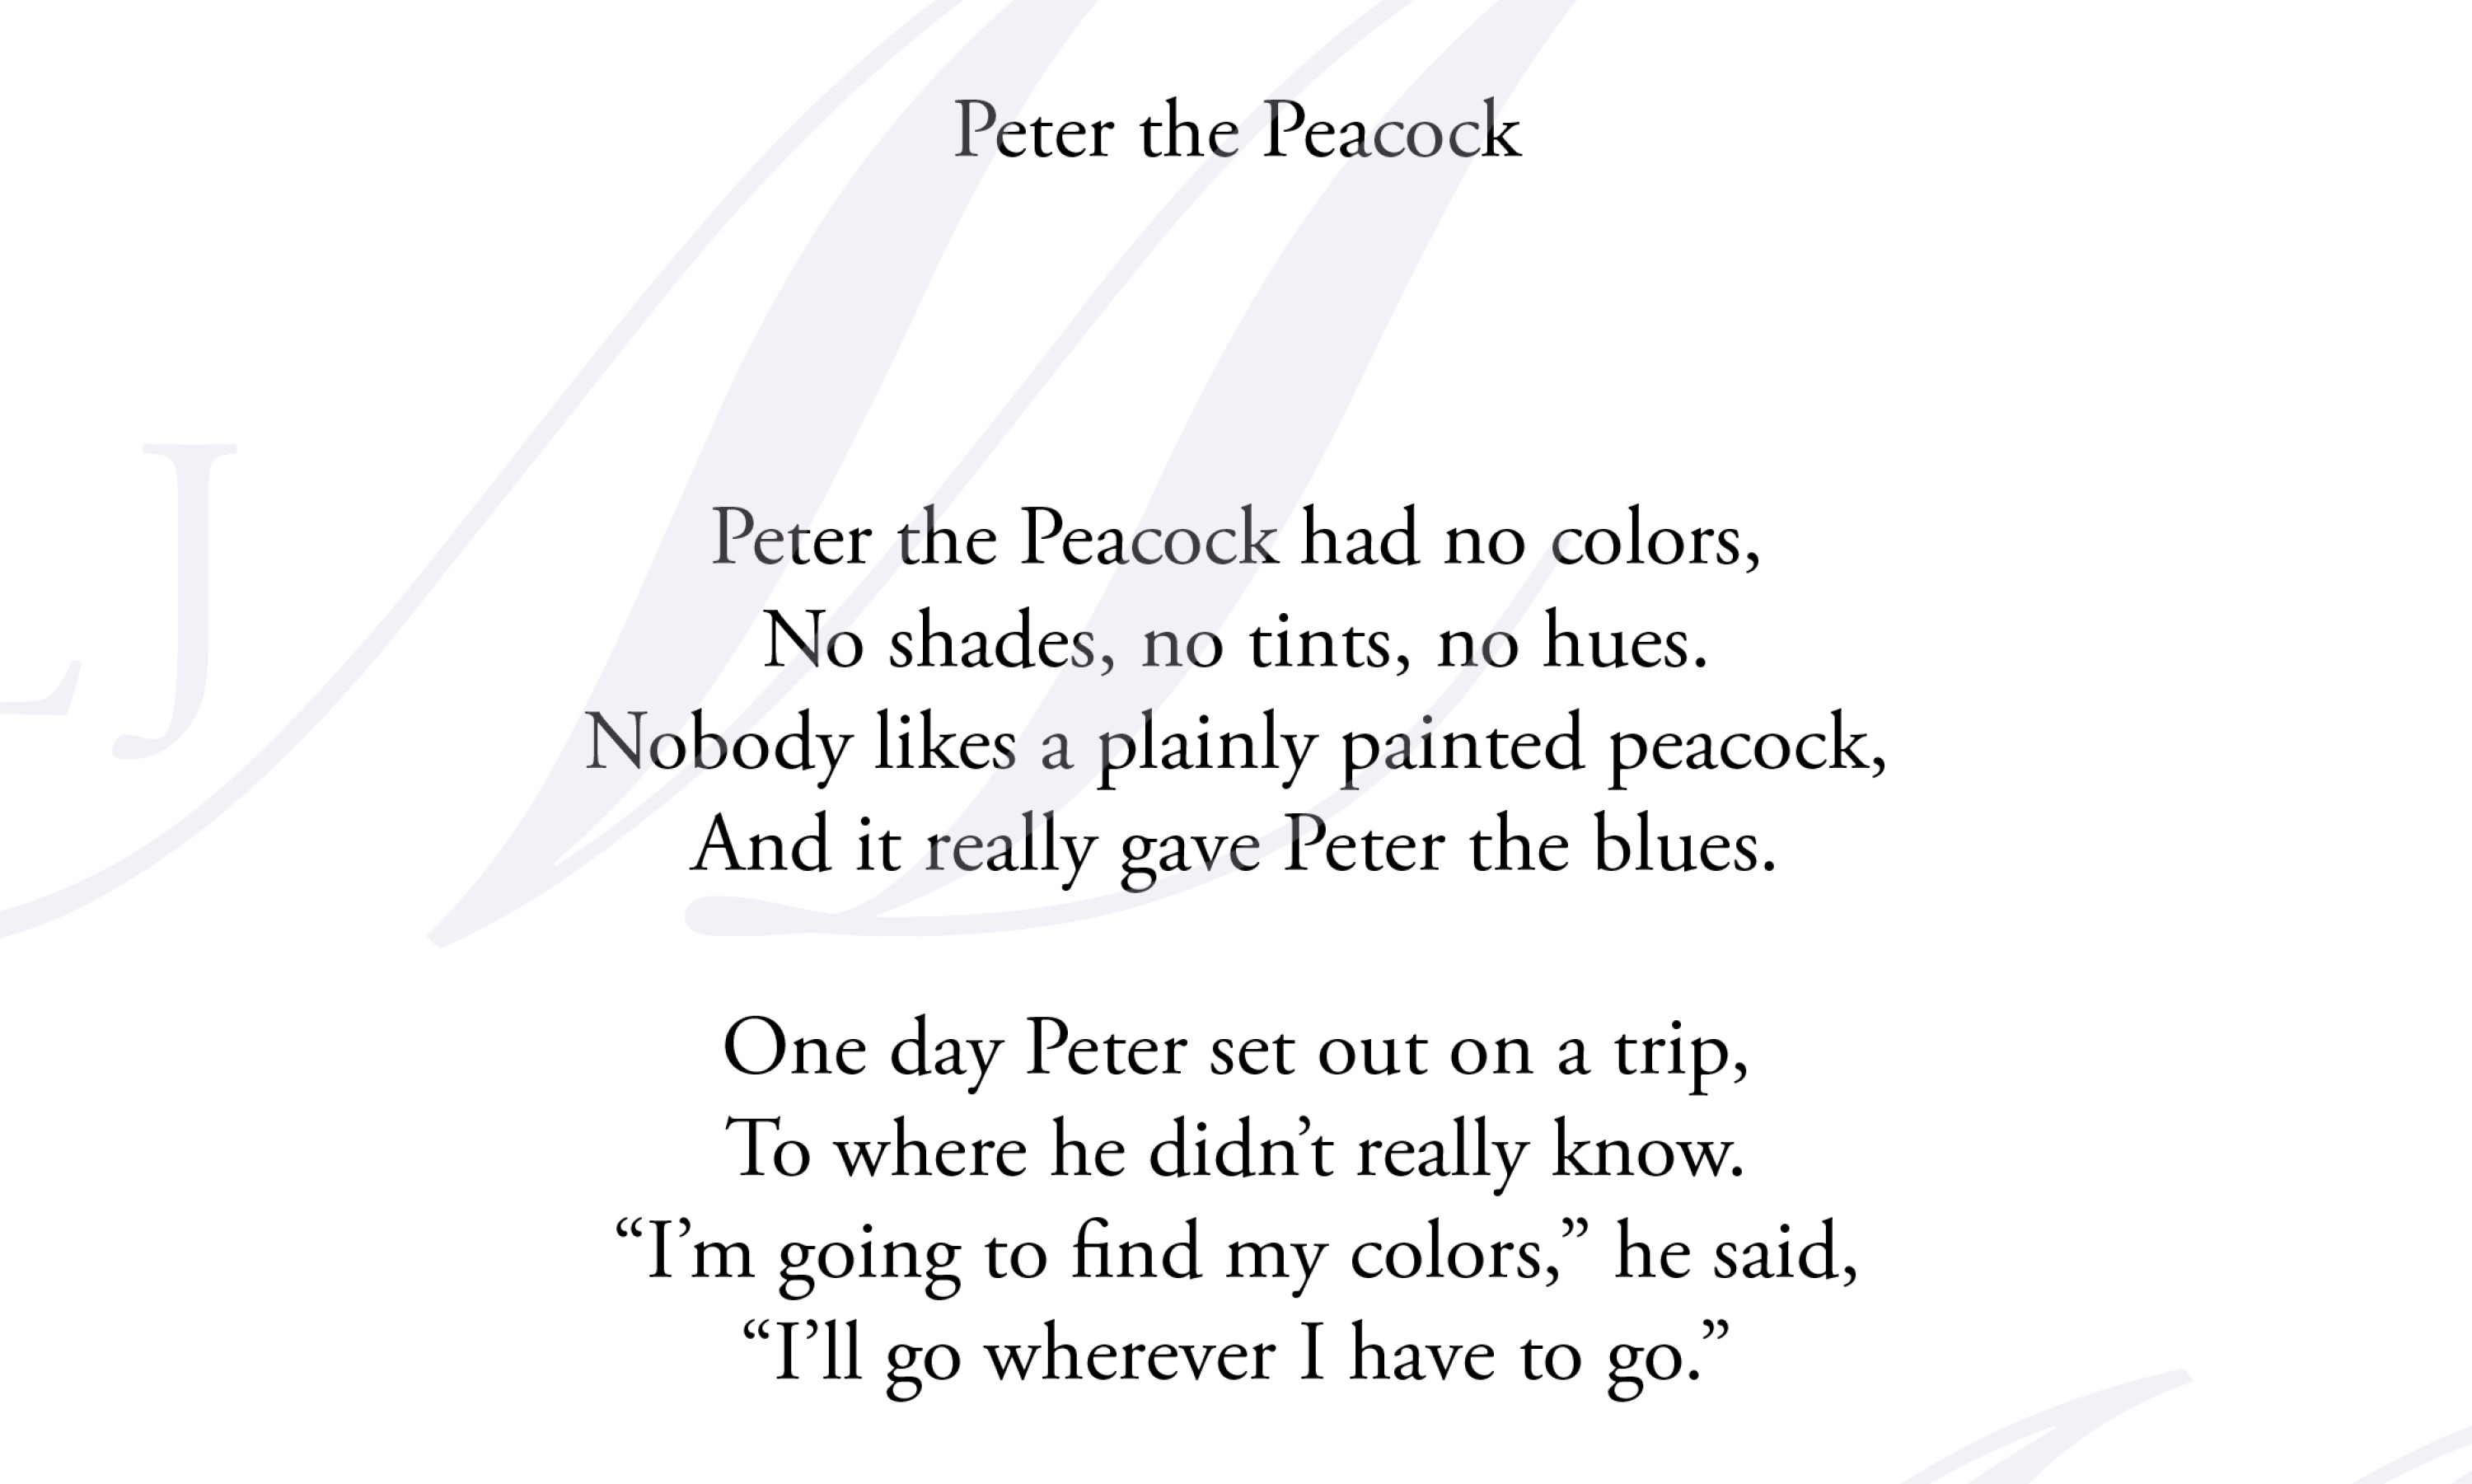 Peter the Peacock
Peter the Peacock had no colors,
No shades, no tints, no hues.
Nobody likes a plainly painted peacock,
And it really gave Peter the blues.
One day Peter set out on a trip,
To where he didn’t really know.
“I’m going to find my colors,” he said,
“I’ll go wherever I have to go.”